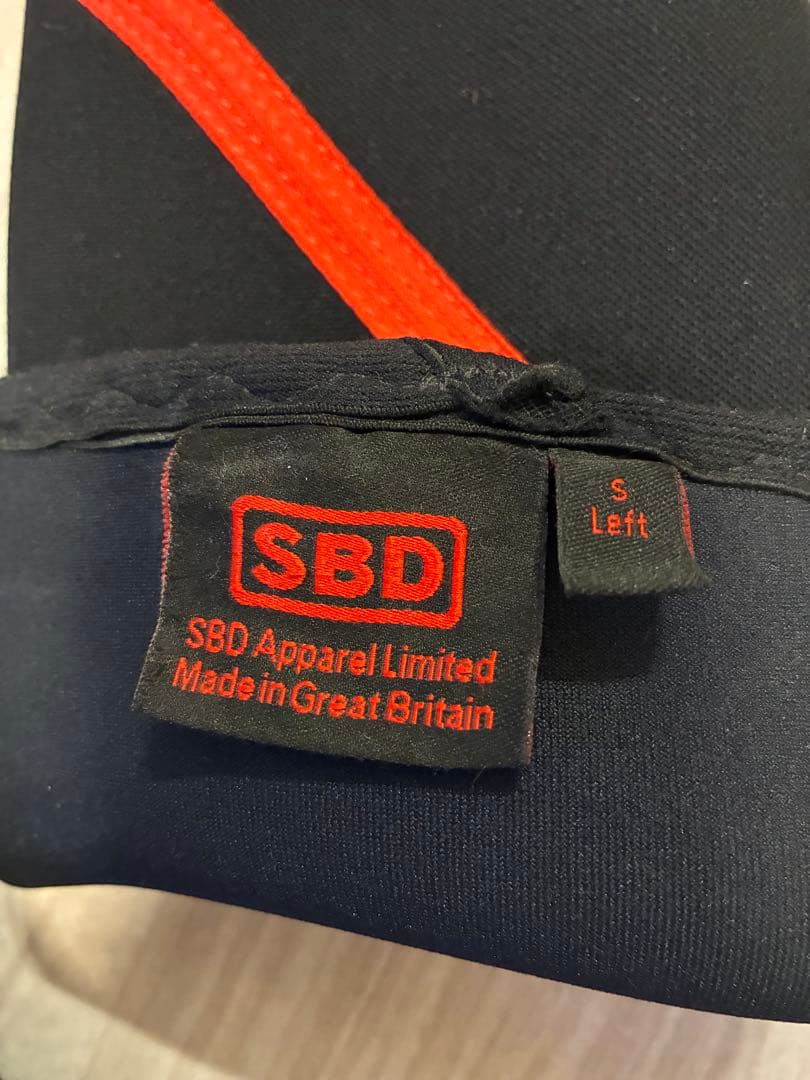 SBD
SBD Apparel Limited
Made in Great Britain
S
Left